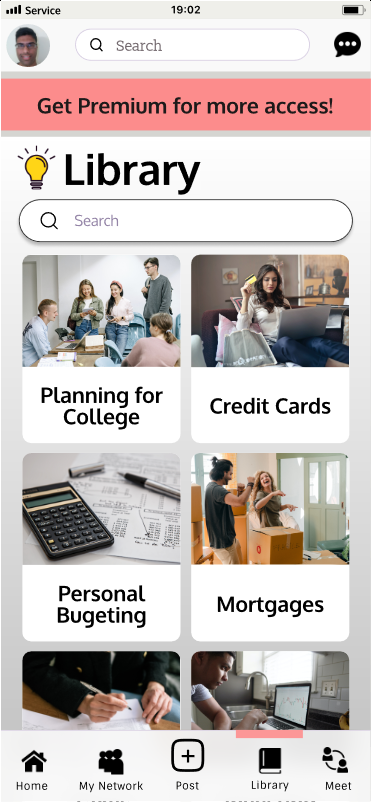 Service 19:02
Search
Get Premium for more access!
Library
Search
Planning for
College
Credit Cards
Personal
Bugeting
Mortgages
Home
My Network
Post
Library
Meet